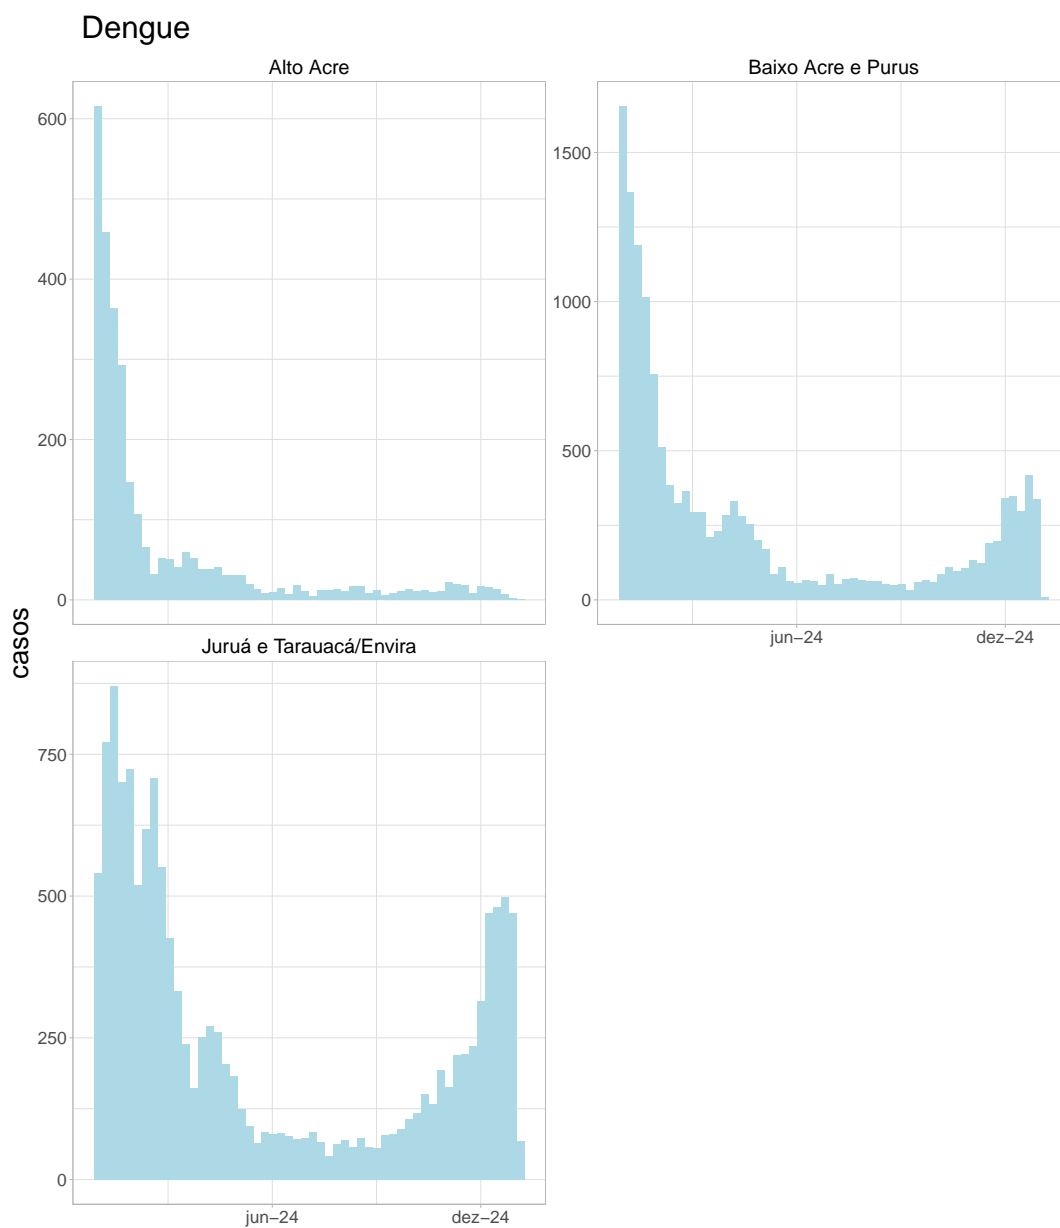 Dengue
Alto Acre
Baixo Acre e Purus
600
400
200
0
1500
1000
500
0
jun−24
dez−24
casos
Juruá e Tarauacá/Envira
750
500
250
0
jun−24
dez−24